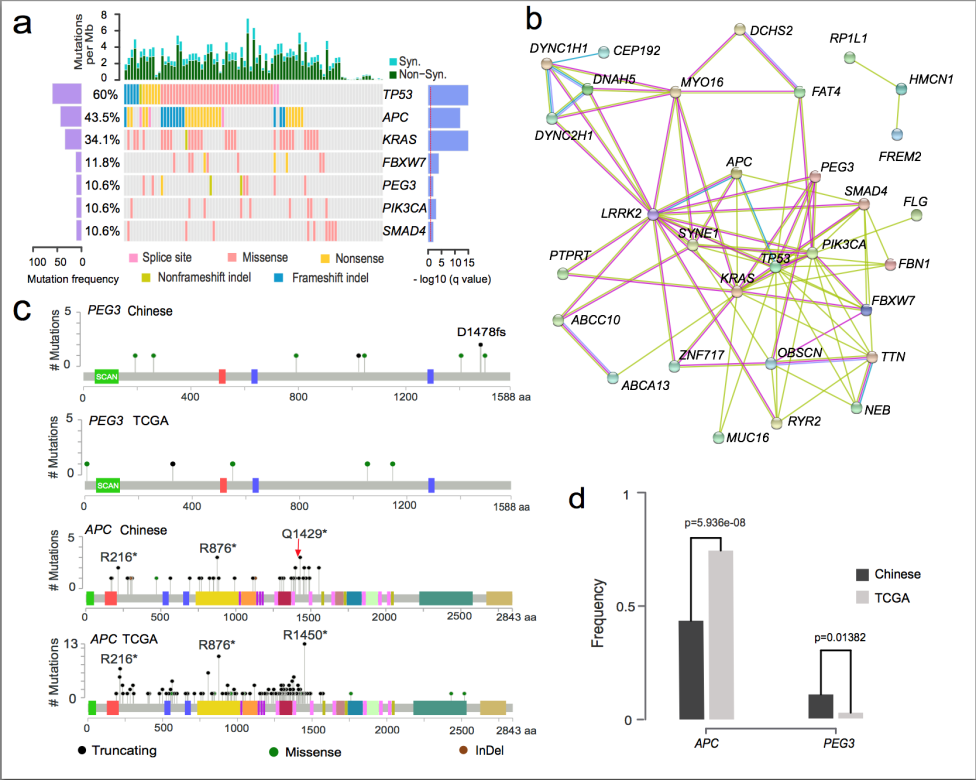 a
Mutations
per Mb
8
6
4
2
0
Syn.
Non-Syn.
60% TP53
43.5% APC
34.1% KRAS
11.8% FBXW7
10.6% PEG3
10.6% PIK3CA
10.6% SMAD4
100 50 0
Mutation frequency
Splice site Missense Nonsense
Nonframeshift indel Frameshift indel
0 5 10 15
- log10 (q value)
b
DCHS2
RP1L1
DYNC1H1
CEP192
DNAH5
MYO16
HMCN1
FAT4
DYNC2H1
FREM2
APC
PEG3
SMAD4
FLG
LRRK2
SYNE1
PIK3CA
PTPRT
TP53
FBN1
KRAS
FBXW7
ABCC10
ZNF717
OBSCN
TTN
ABCA13
NEB
RYR2
MUC16
c
PEG3 Chinese
# Mutations
5
0
D1478fs
SCAN
0 400 800 1200 1588 aa
PEG3 TCGA
# Mutations
5
0
SCAN
0 400 800 1200 1588 aa
APC Chinese
# Mutations
5
0
R216* R876* Q1429*
0 500 1000 1500 2000 2843 aa
APC TCGA
# Mutations
13
0
R216* R876* R1450*
0 500 1000 1500 2000 2500 2843 aa
Truncating Missense InDel
d
Frequency
1
0.5
0
p=5.936e-08
p=0.01382
Chinese
TCGA
APC PEG3